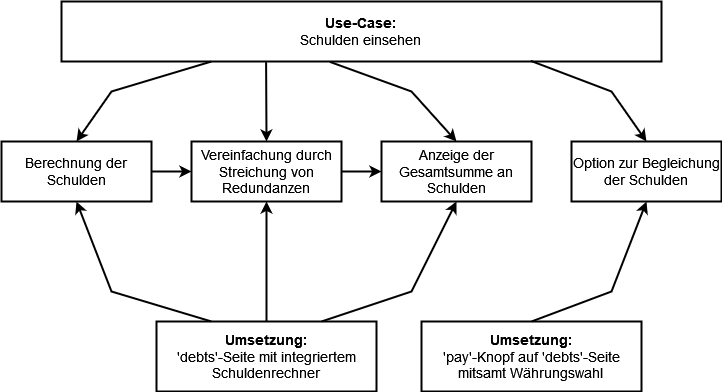 Use-Case:
Schulden einsehen
Berechnung der
Schulden
Vereinfachung durch
Streichung von
Redundanzen
Anzeige der
Gesamtsumme an
Schulden
Option zur Begleichung
der Schulden
Umsetzung:
'debts'-Seite mit integriertem
Schuldenrechner
Umsetzung:
'pay'-Knopf auf 'debts'-Seite
mitsamt Währungswahl